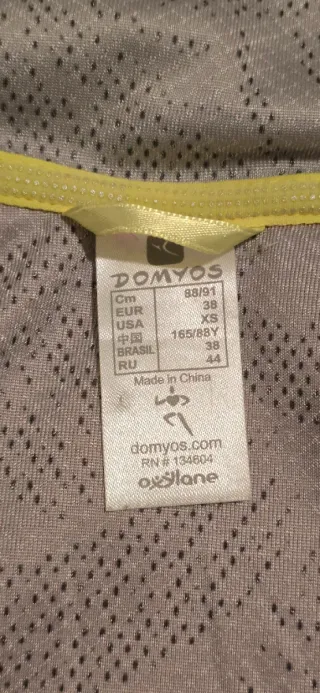 DOMYOS
Cm 88/91
EUR 38
USA XS
中国 165/88Y
BRASIL 38
RU 44
Made in China
domyos.com
RN # 134604
oxylane